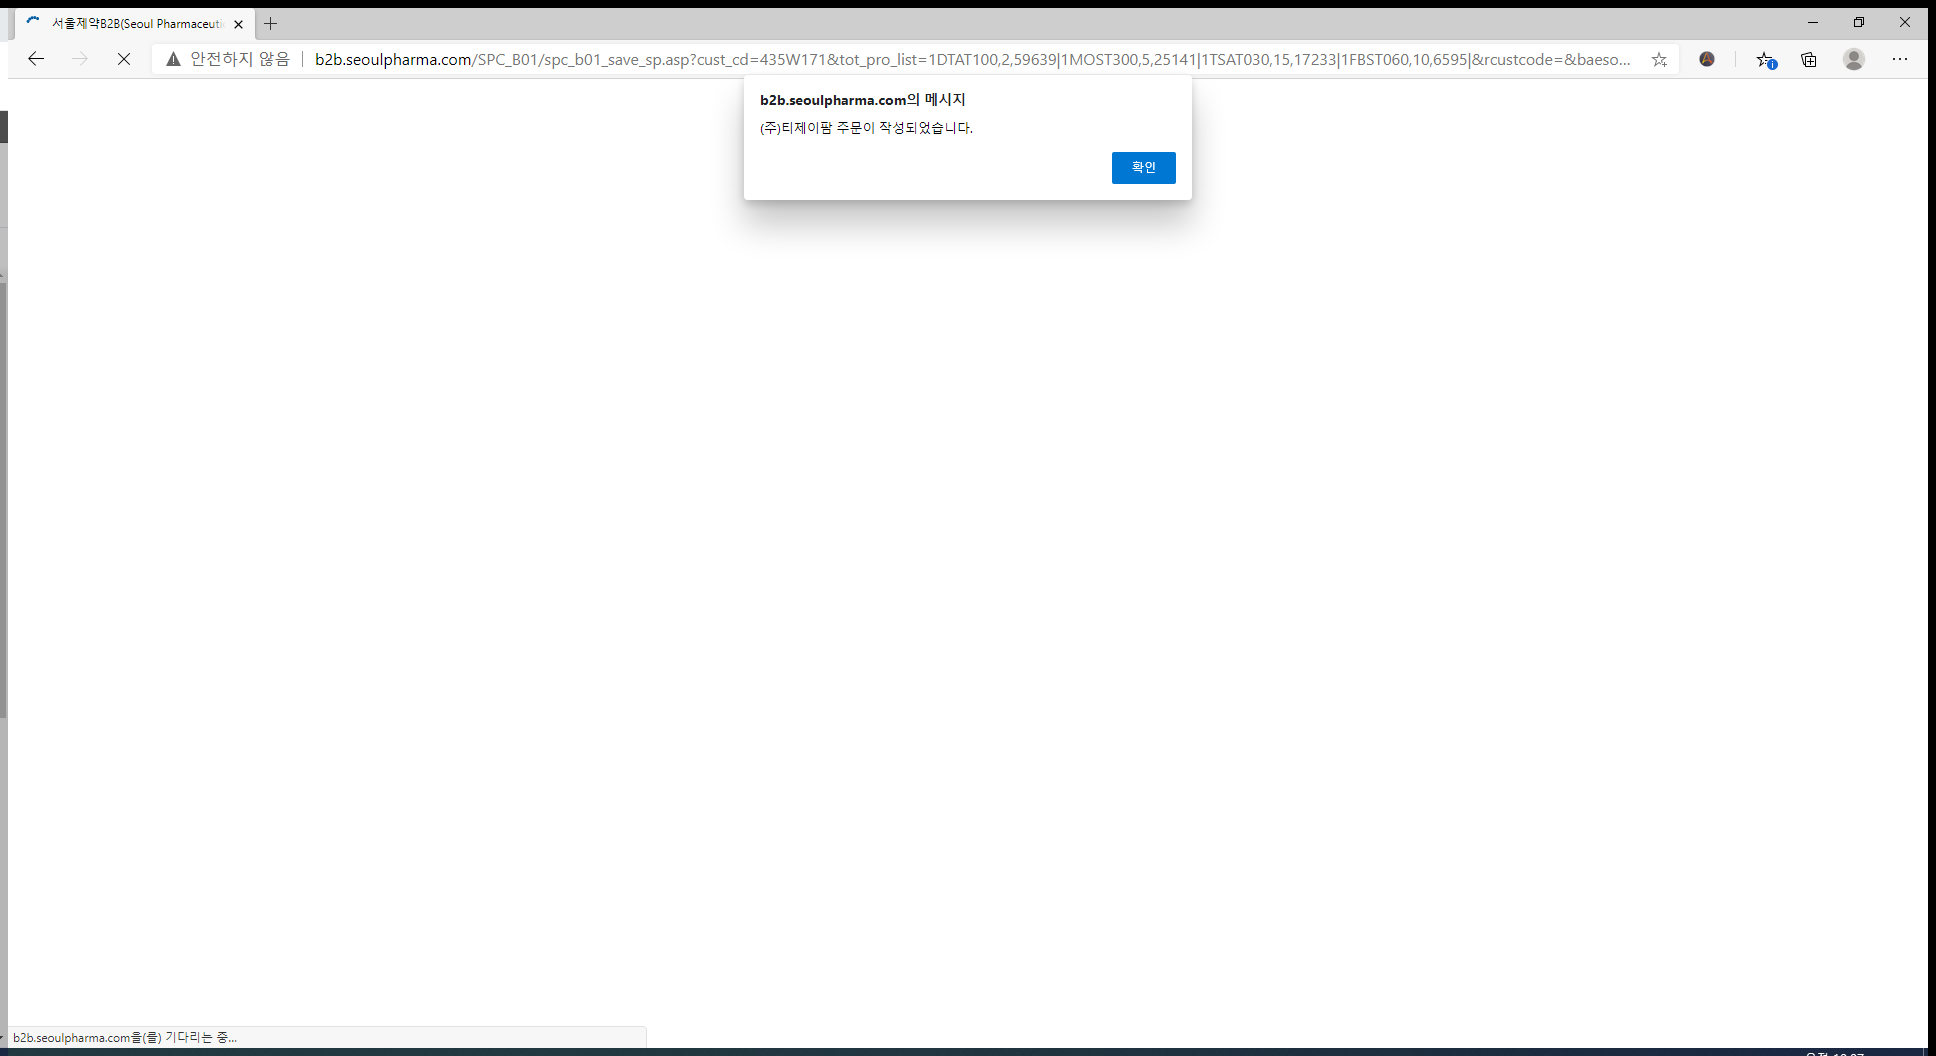 서울제약B2B(Seoul Pharmaceuti
안전하지 않음
b2b.seoulpharma.com/SPC_B01/spc_b01_save_sp.asp?cust_cd=435W171&tot_pro_list=1DTAT100,2,59639|1MOST300,5,25141|1TSAT030,15,17233|1FBST060,10,6595|&rcustcode=&baeso...
b2b.seoulpharma.com의 메시지
(주)티제이팜 주문이 작성되었습니다.
확인
b2b.seoulpharma.com을(를) 기다리는 중...